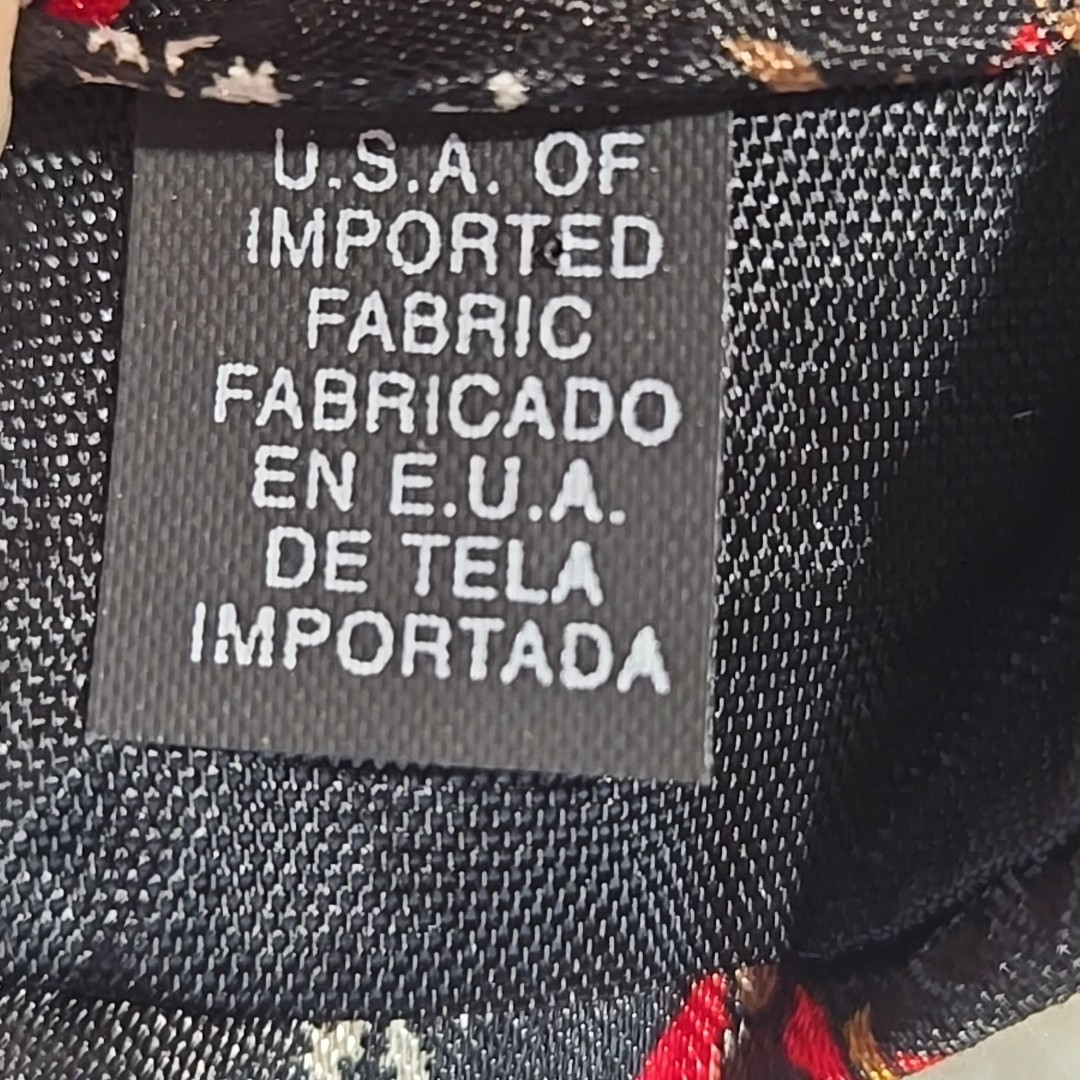 U.S.A. OF
IMPORTED
FABRIC
FABRICADO
EN E.U.A.
DE TELA
IMPORTADA